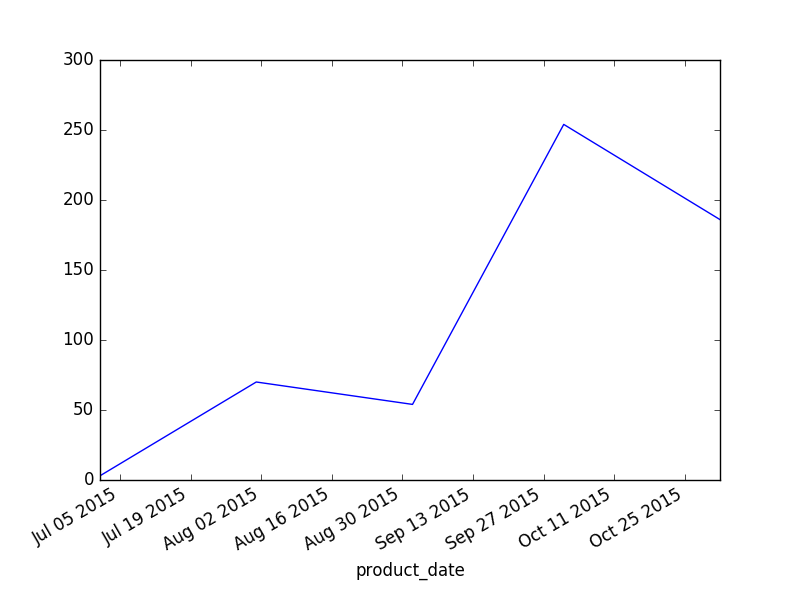 300
250
200
150
100
50
0
Jul 05 2015
Jul 19 2015
Aug 02 2015
Aug 16 2015
Aug 30 2015
Sep 13 2015
Sep 27 2015
Oct 11 2015
Oct 25 2015
product_date